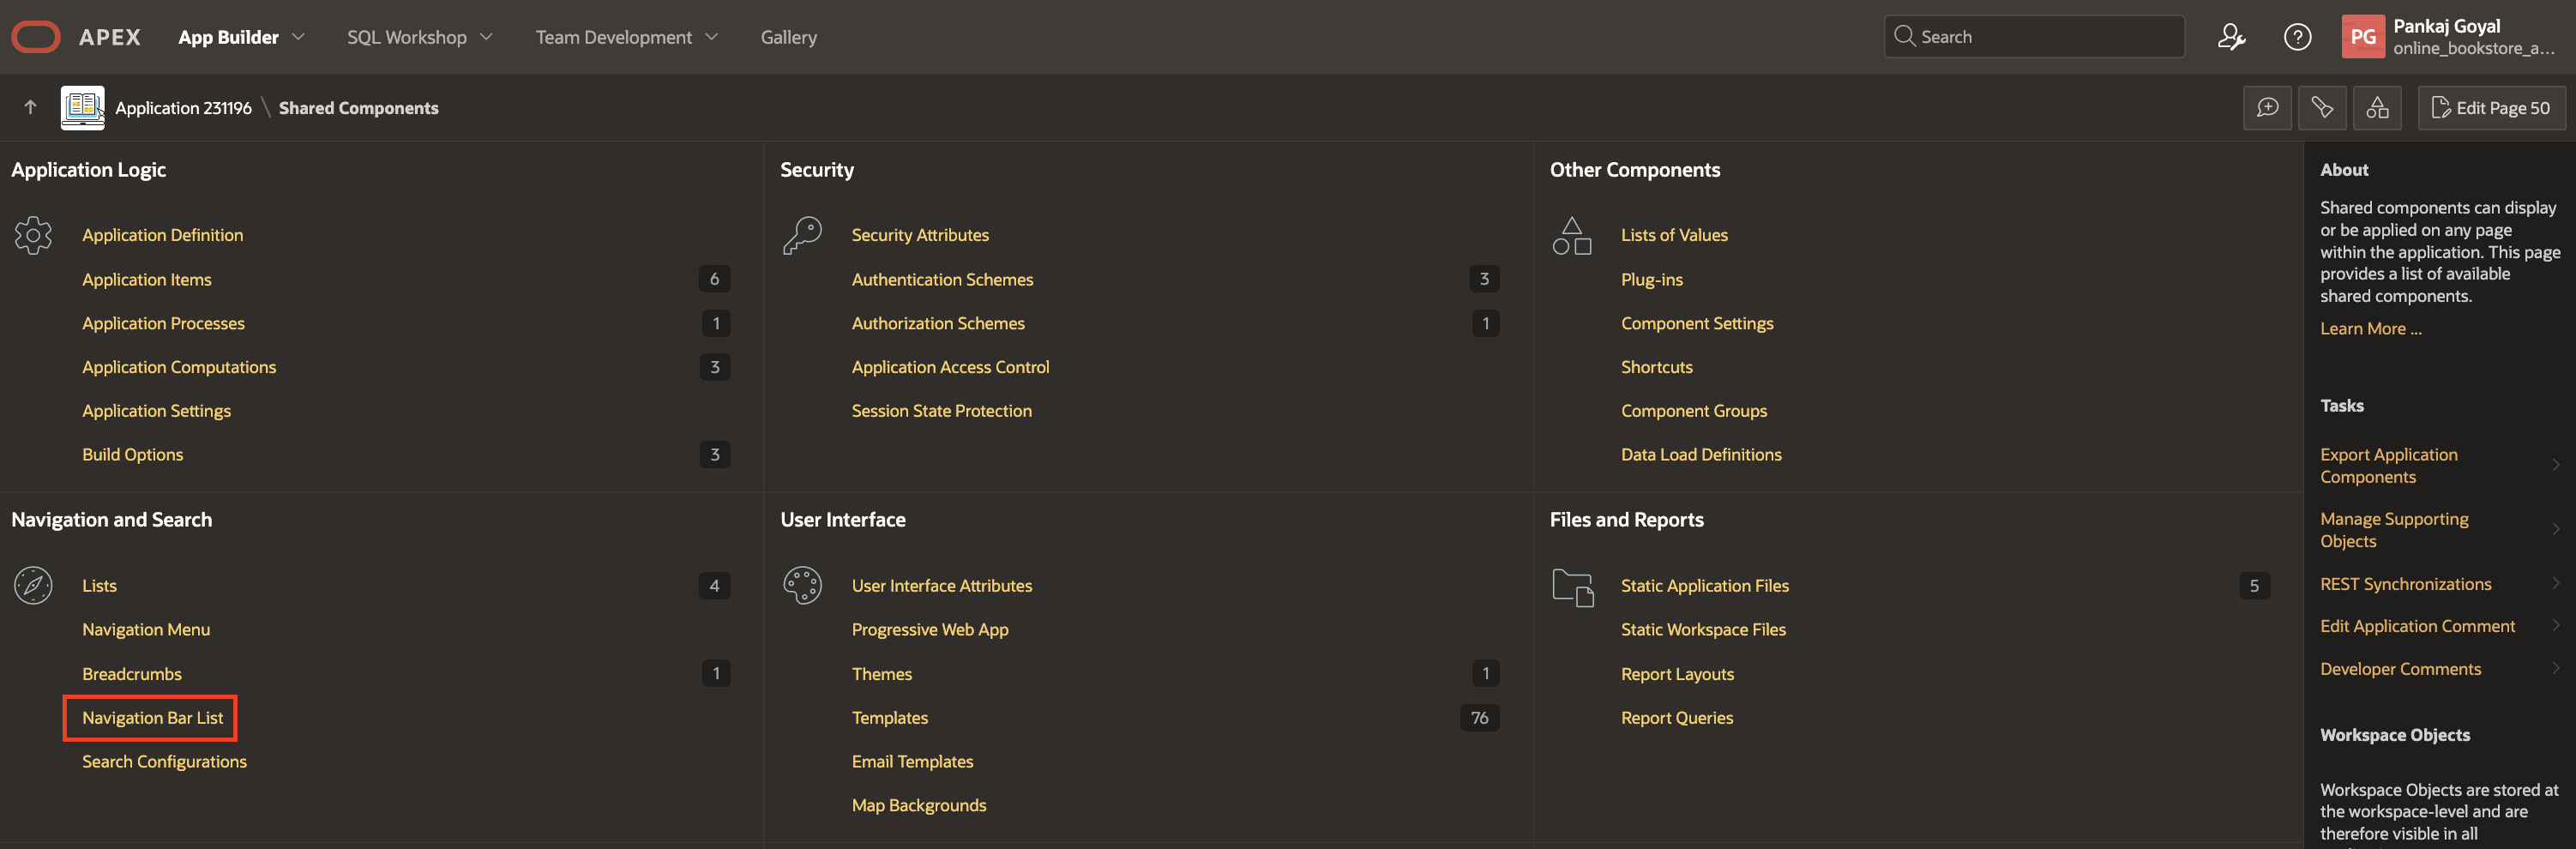 APEX App Builder SQL Workshop Team Development Gallery Search ? PG Pankaj Goyal
online_bookstore_a...
Application 231196 \ Shared Components Edit Page 50
Application Logic
Application Definition
Application Items 6
Application Processes 1
Application Computations 3
Application Settings
Build Options 3
Security
Security Attributes
Authentication Schemes 3
Authorization Schemes 1
Application Access Control
Session State Protection
Other Components
Lists of Values
Plug-ins
Component Settings
Shortcuts
Component Groups
Data Load Definitions
Navigation and Search
Lists 4
Navigation Menu
Breadcrumbs 1
Navigation Bar List
Search Configurations
User Interface
User Interface Attributes
Progressive Web App
Themes 1
Templates 76
Email Templates
Map Backgrounds
Files and Reports
Static Application Files 5
Static Workspace Files
Report Layouts
Report Queries
About
Shared components can display
or be applied on any page
within the application. This page
provides a list of available
shared components.
Learn More ...
Tasks
Export Application
Components
Manage Supporting
Objects
REST Synchronizations
Edit Application Comment
Developer Comments
Workspace Objects
Workspace Objects are stored at
the workspace-level and are
therefore visible in all